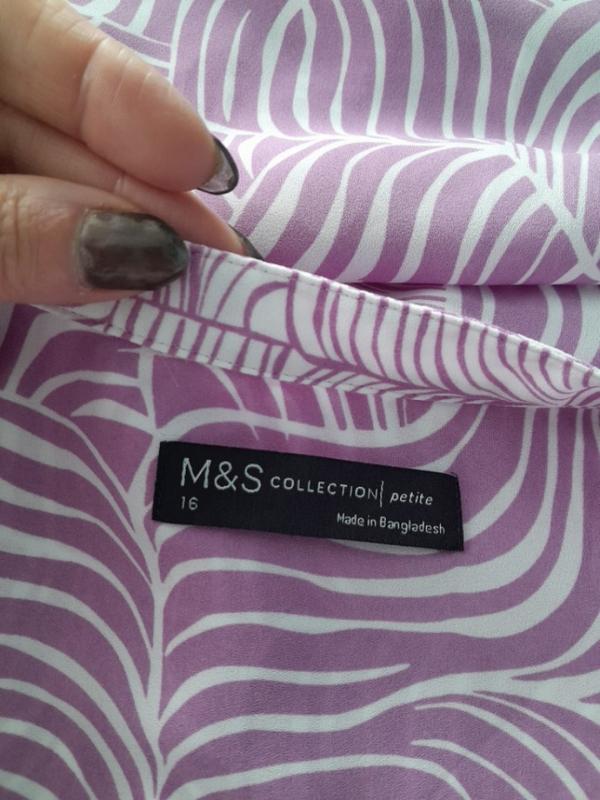 M&S COLLECTION| petite
16
Made in Bangladesh